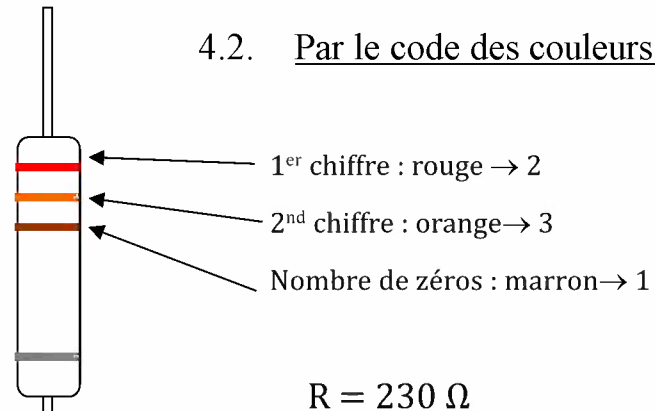 4.2. Par le code des couleurs
1er chiffre : rouge → 2
2nd chiffre : orange→ 3
Nombre de zéros : marron→ 1
R = 230 Ω